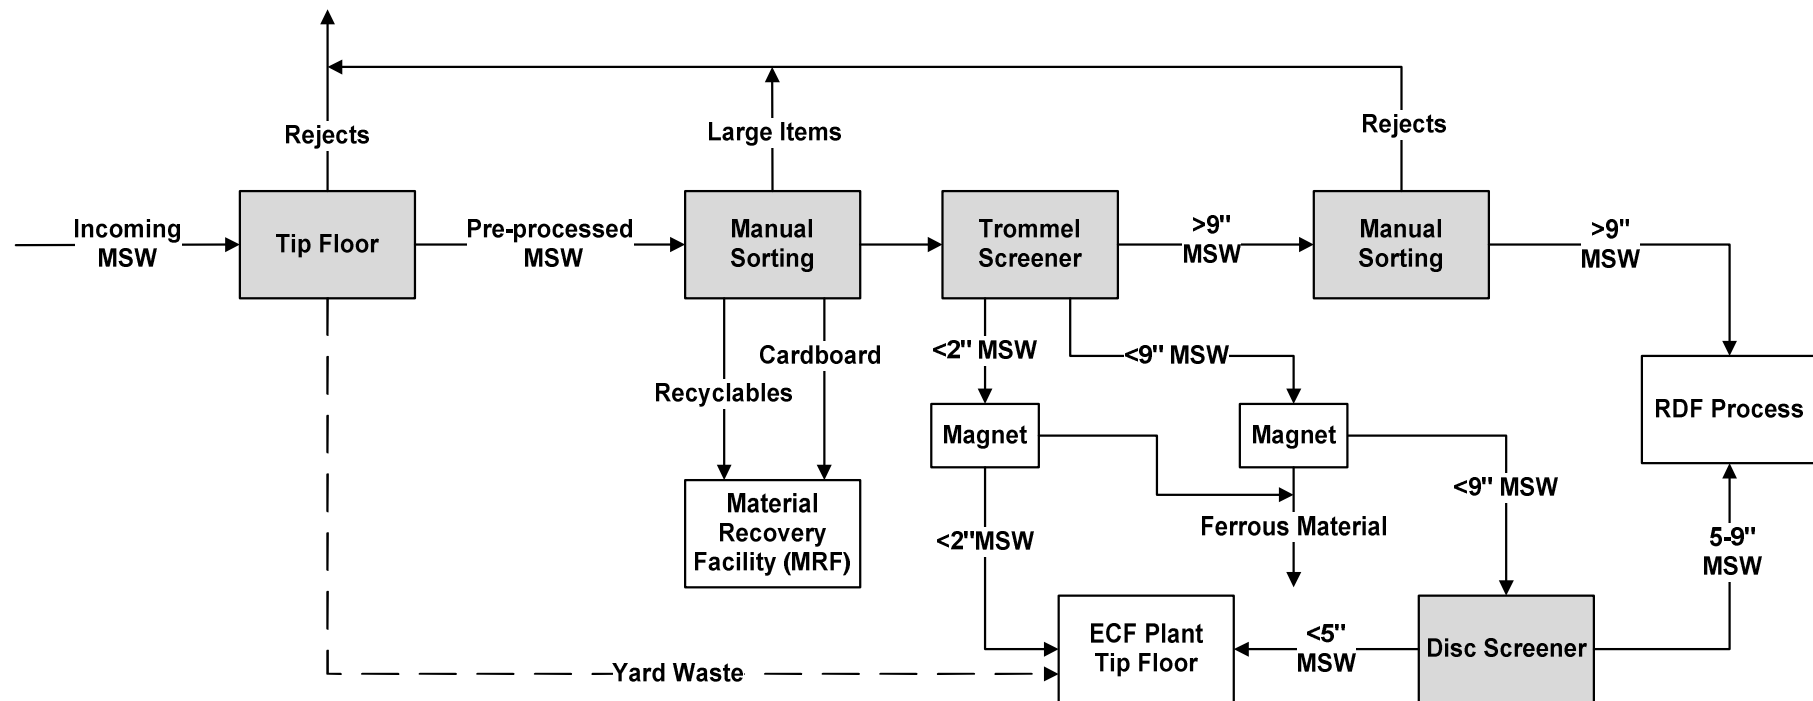 Rejects
Large Items
Rejects
Incoming
MSW
Tip Floor
Pre-processed
MSW
Manual
Sorting
Trommel
Screener
>9"
MSW
Manual
Sorting
>9"
MSW
<2" MSW
<9" MSW
Cardboard
Recyclables
Magnet
Magnet
RDF Process
<9" MSW
Material
Recovery
Facility (MRF)
<2"MSW
Ferrous Material
5-9"
MSW
ECF Plant
Tip Floor
<5"
MSW
Disc Screener
Yard Waste